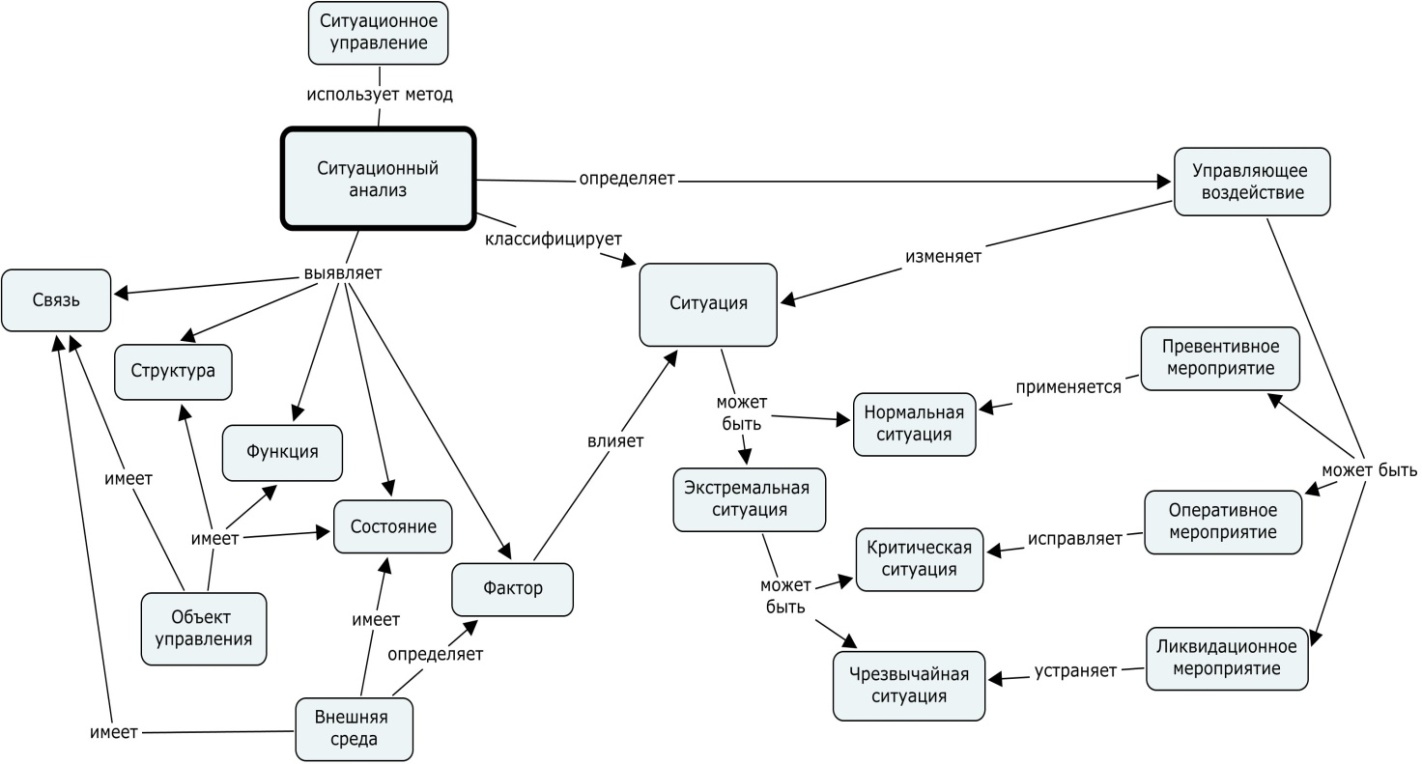 Ситуационное
управление
использует метод
Ситуационный
анализ
определяет
Управляющее
воздействие
классифицирует
изменяет
выявляет
Связь
Ситуация
Структура
Превентивное
мероприятие
применяется
может
быть
Нормальная
ситуация
Функция
влияет
имеет
может быть
Экстремальная
ситуация
Состояние
имеет
Оперативное
мероприятие
исправляет
Критическая
ситуация
Фактор
может
быть
Объект
управления
имеет
определяет
Ликвидационное
мероприятие
устраняет
Чрезвычайная
ситуация
Внешняя
среда
имеет